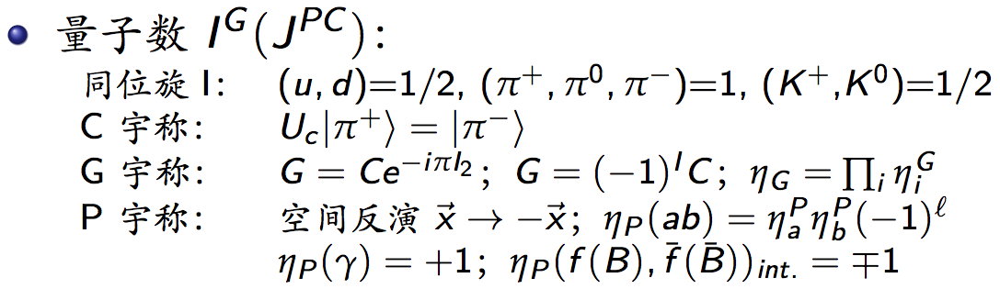 量子数 I^G(J^{PC}):
同位旋 I: (u, d)=1/2, (π⁺, π⁰, π⁻)=1, (K⁺,K⁰)=1/2
C 宇称: U_c|π⁺⟩ = |π⁻⟩
G 宇称: G = Ce^{-iπI_2}; G = (-1)^I C; η_G = ∏_i η_i^G
P 宇称: 空间反演 x⃗ → −x⃗; η_P(ab) = η_a^P η_b^P (-1)^ℓ
η_P(γ) = +1; η_P(f(B), f̄(B̄))_{int.} = ∓1